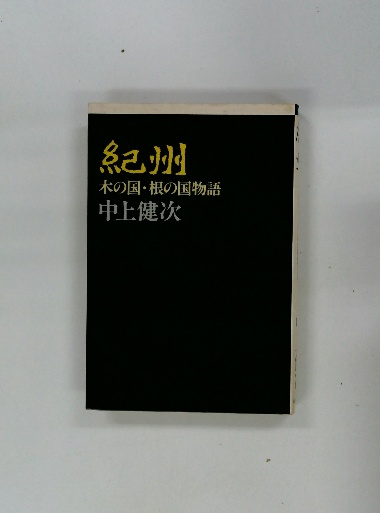 紀州
木の国・根の国物語
中上健次